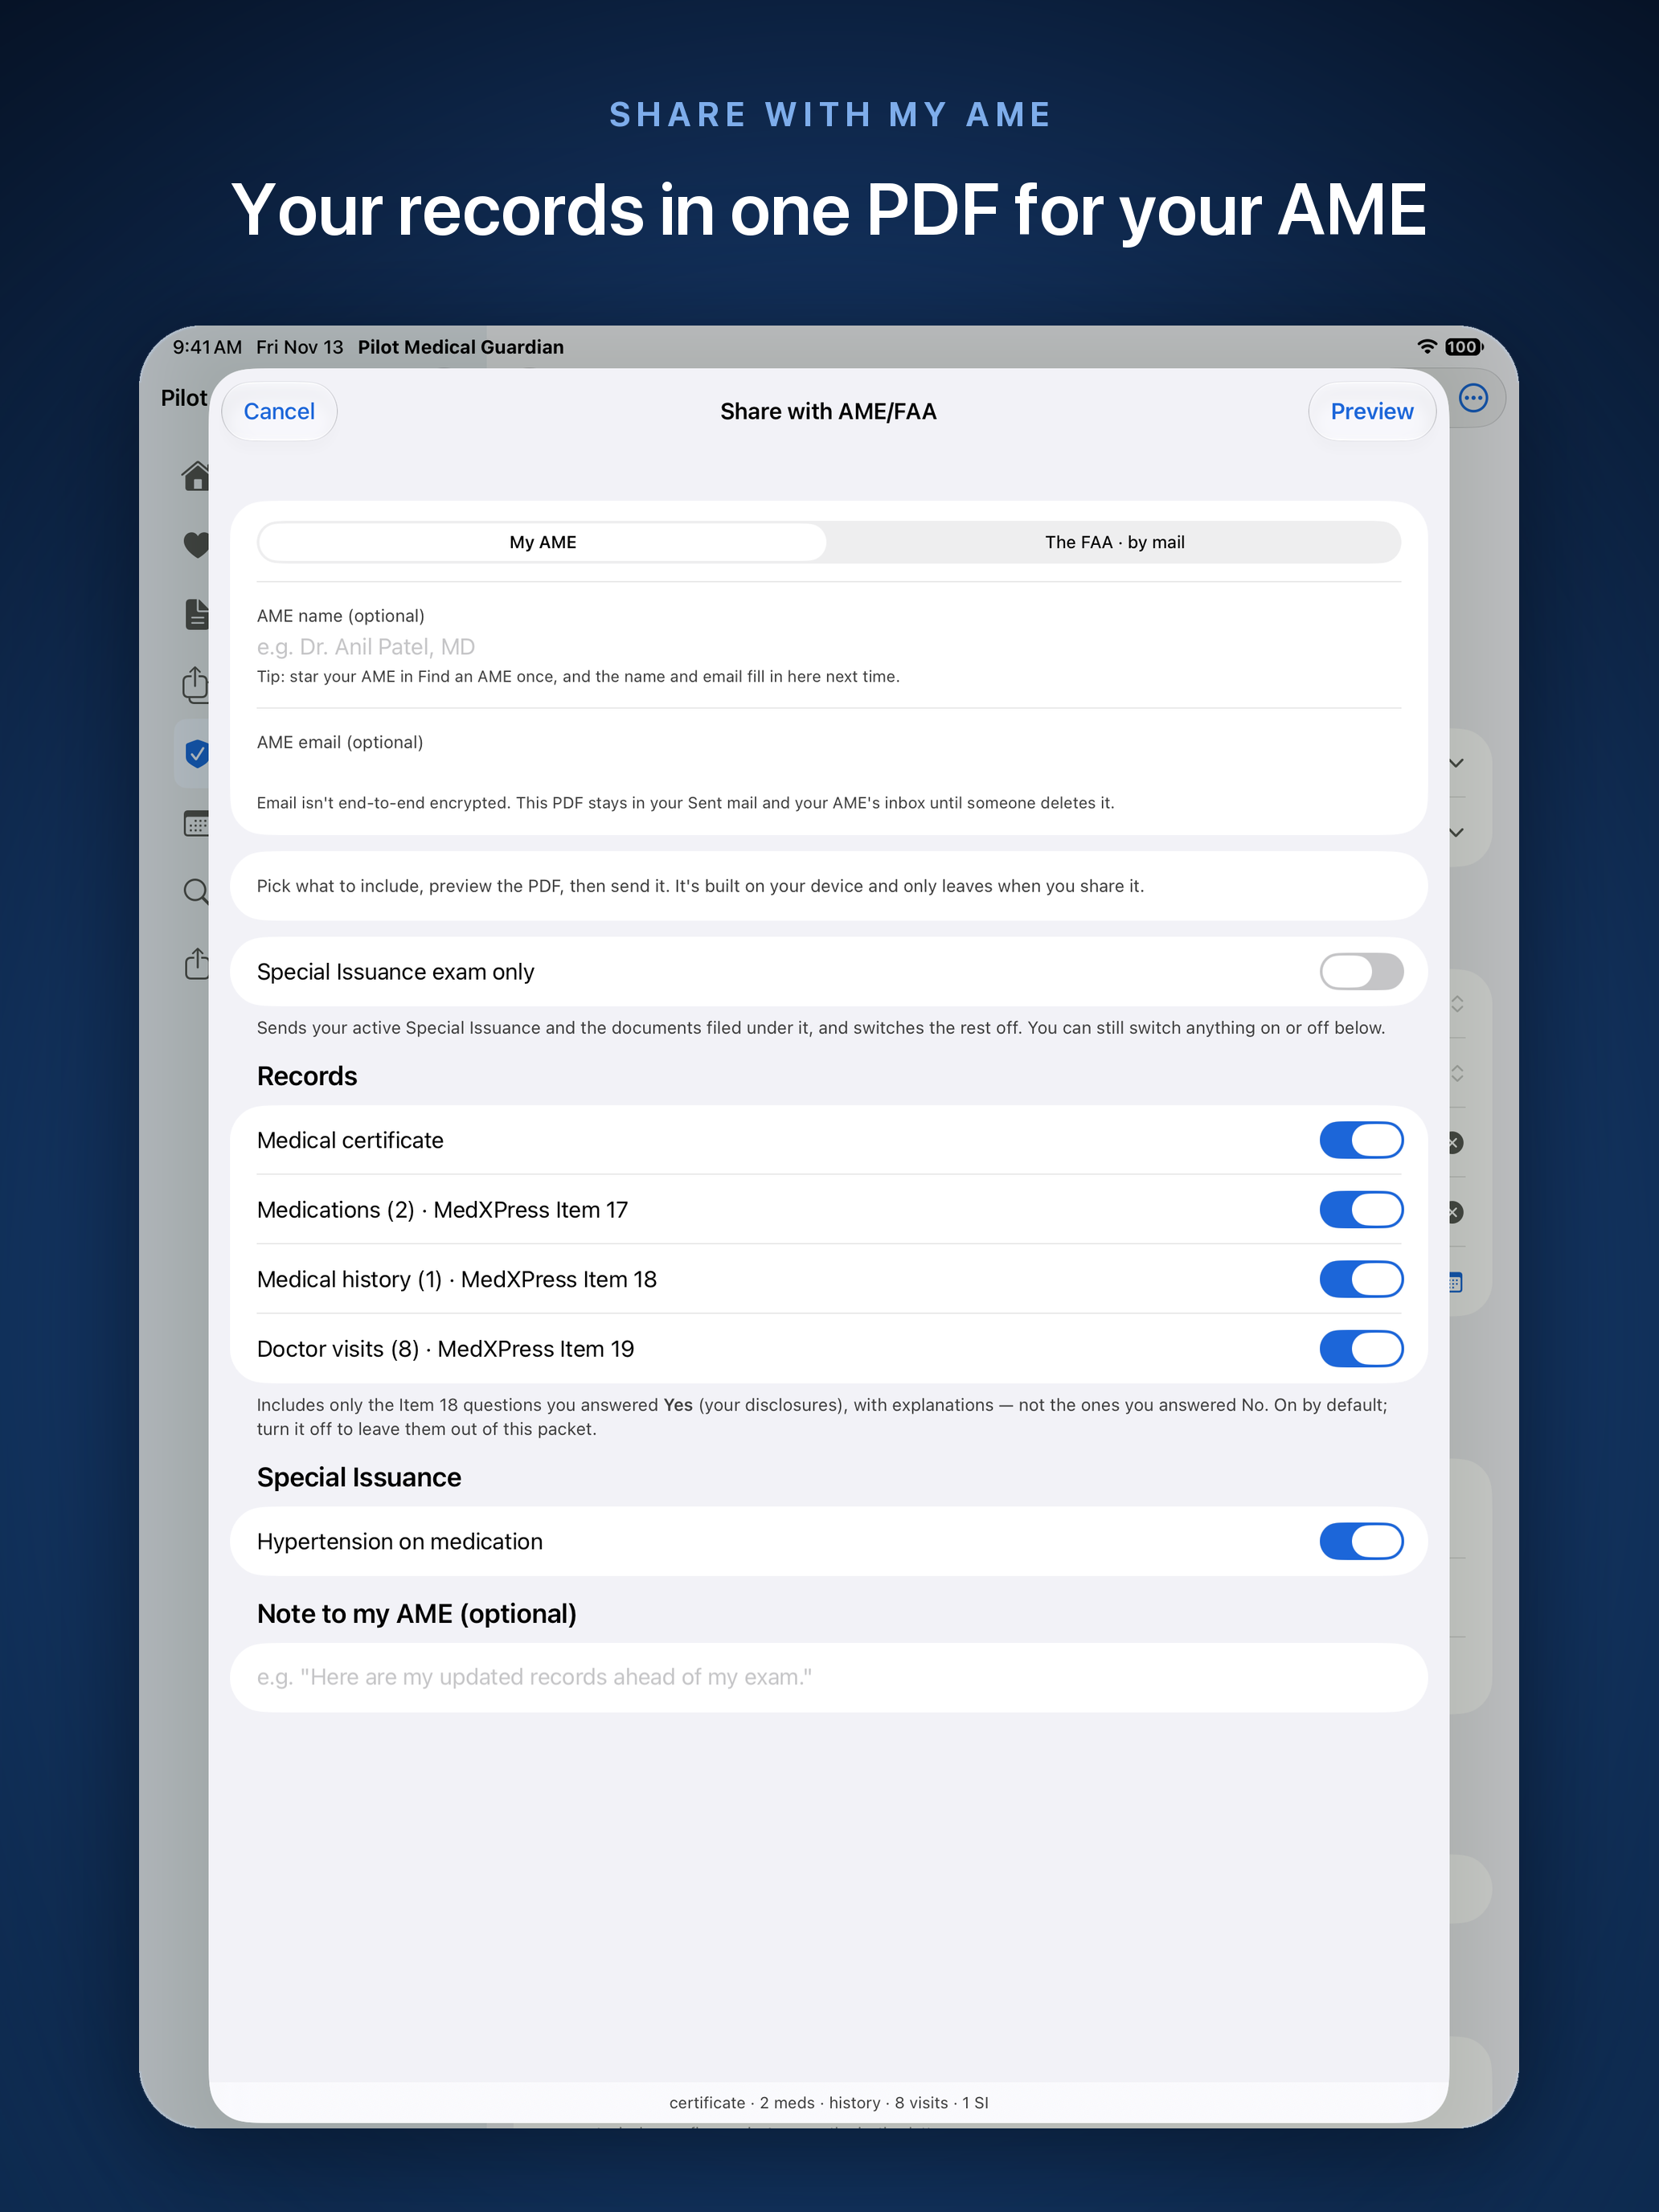 SHARE WITH MY AME
Your records in one PDF for your AME
9:41 AM Fri Nov 13 Pilot Medical Guardian
100
Pilot
Cancel
Share with AME/FAA
Preview
My AME
The FAA · by mail
AME name (optional)
e.g. Dr. Anil Patel, MD
Tip: star your AME in Find an AME once, and the name and email fill in here next time.
AME email (optional)
Email isn't end-to-end encrypted. This PDF stays in your Sent mail and your AME's inbox until someone deletes it.
Pick what to include, preview the PDF, then send it. It's built on your device and only leaves when you share it.
Special Issuance exam only
Sends your active Special Issuance and the documents filed under it, and switches the rest off. You can still switch anything on or off below.
Records
Medical certificate
Medications (2) · MedXPress Item 17
Medical history (1) · MedXPress Item 18
Doctor visits (8) · MedXPress Item 19
Includes only the Item 18 questions you answered Yes (your disclosures), with explanations — not the ones you answered No. On by default;
turn it off to leave them out of this packet.
Special Issuance
Hypertension on medication
Note to my AME (optional)
e.g. "Here are my updated records ahead of my exam."
certificate · 2 meds · history · 8 visits · 1 SI